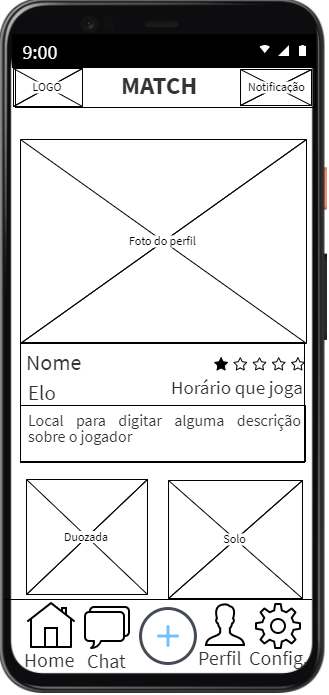 9:00
LOGO
MATCH
Notificação
Foto do perfil
Nome
Elo
Horário que joga
Local para digitar alguma descrição
sobre o jogador
Duozada
Solo
Home
Chat
Perfil
Config.